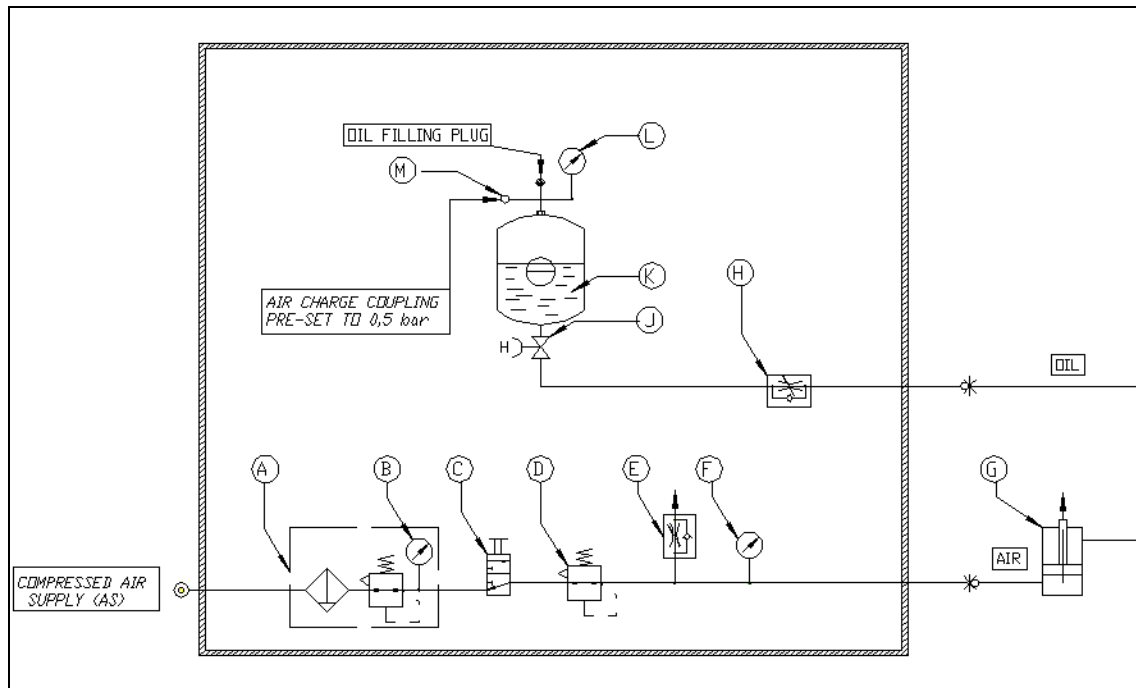 OIL FILLING PLUG
L
M
K
H
AIR CHARGE COUPLING
PRE-SET TO 0,5 bar
J
H
OIL
A
B
C
D
E
F
G
AIR
COMPRESSED AIR
SUPPLY (AS)